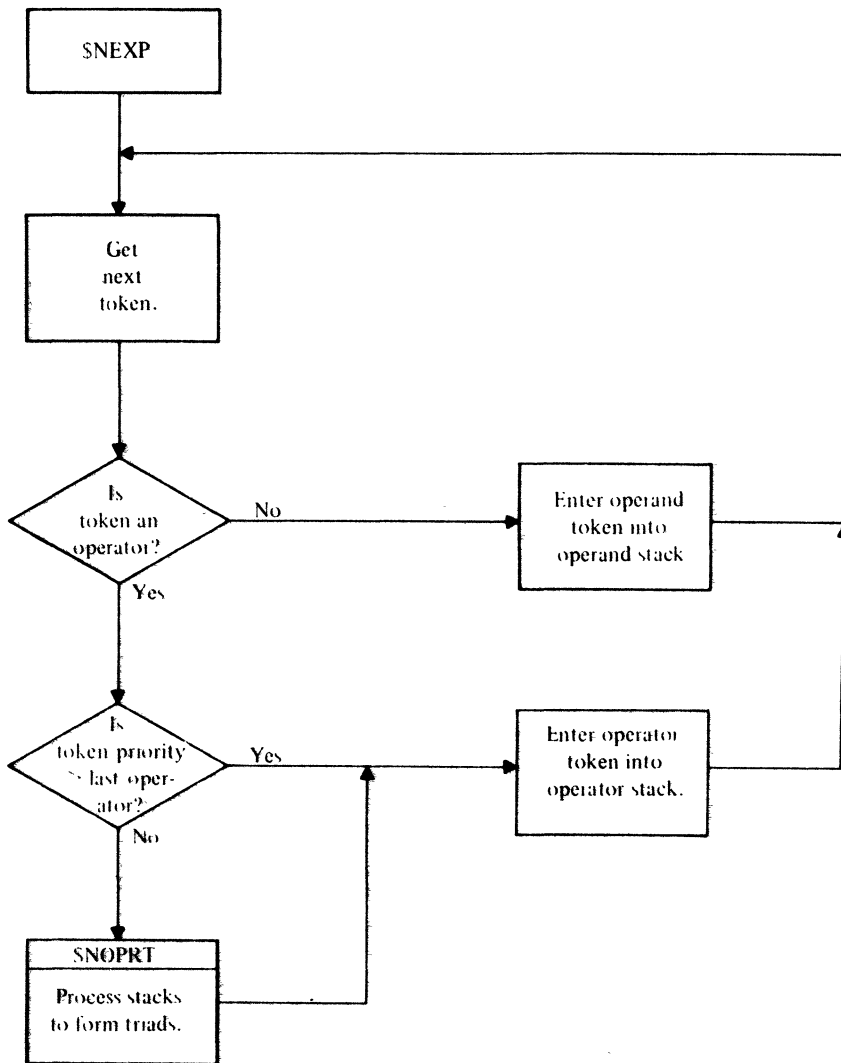 $NEXP
Get
next
token.
Is
token an
operator?
No
Yes
Enter operand
token into
operand stack
Is
token priority
> last oper-
ator?
Yes
No
Enter operator
token into
operator stack.
$NOPRT
Process stacks
to form triads.